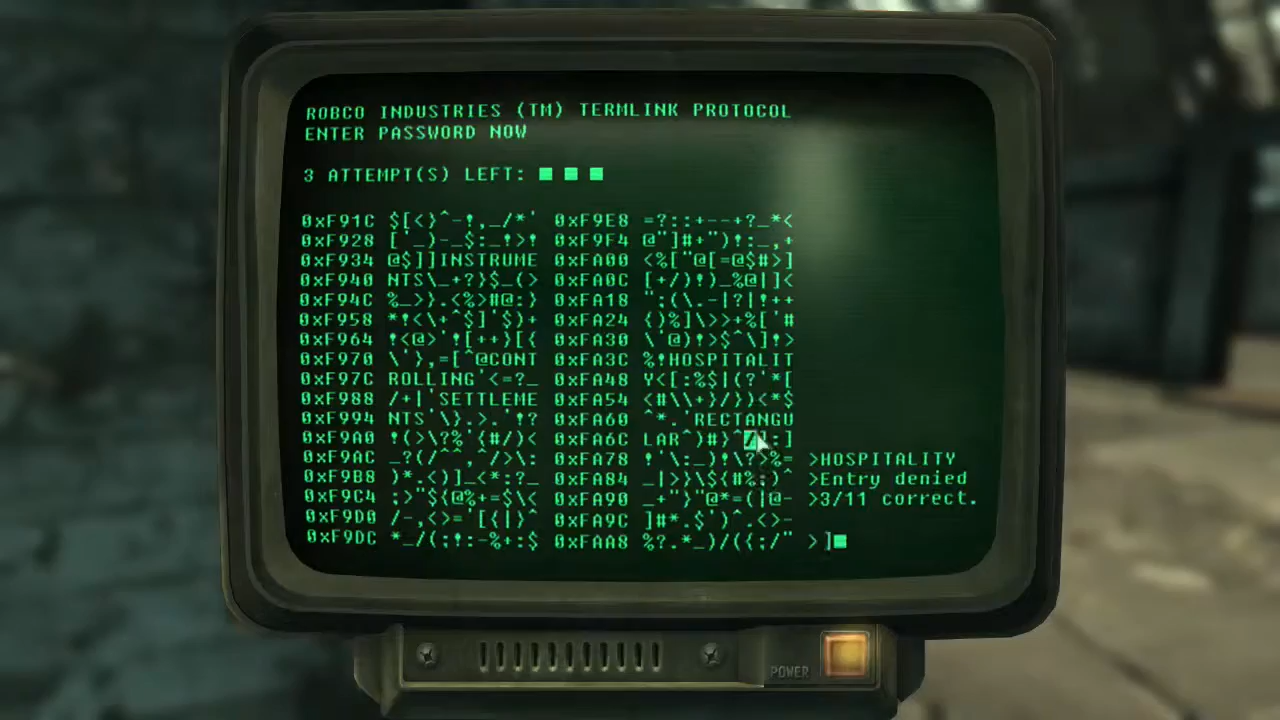 ROBCO INDUSTRIES (TM) TERMLINK PROTOCOL
ENTER PASSWORD NOW
3 ATTEMPT(S) LEFT: ■ ■ ■
0xF91C $[<}^-!,_/*' 0xF9E8 =?::+--+?_*<
0xF928 ['_)-_$:_!>! 0xF9F4 @"]#+")!:_,+
0xF934 @$]]INSTRUME 0xFA00 <%["@[=@$#>]
0xF940 NTS\_+?}$_(> 0xFA0C [+/)!)_%@|]<
0xF94C %_>}.<%>#@:} 0xFA18 ";(\.-|?|!++
0xF958 *!<\+^$]'$)+ 0xFA24 {)%]\>>+%['#
0xF964 !<@>'![++}[{ 0xFA30 \'@)!>$^\]!>
0xF970 \'},=[^@CONT 0xFA3C %!HOSPITALIT
0xF97C ROLLING'<=?_ 0xFA48 Y<[:%$|(?'*[
0xF988 /+|'SETTLEME 0xFA54 <#\\+}/})<*$
0xF994 NTS'\}.>.'!? 0xFA60 ^*.'RECTANGU
0xF9A0 !(>\?%'{#/)< 0xFA6C LAR^)#}^/]:]
0xF9AC _?(/^^,^/>\: 0xFA78 !'\:_)!\?>%= >HOSPITALITY
0xF9B8 )*.<)]_<*:?_ 0xFA84 _|>}\${#%:)^ >Entry denied
0xF9C4 :>"${@%+=$\< 0xFA90 _+"}"@*=(|@- >3/11 correct.
0xF9D0 /-,<>='[{|}^ 0xFA9C ]#*.$')^.<>-
0xF9DC *_/(;!:-%+:$ 0xFAA8 %?.*_)/({;/" >]■
POWER